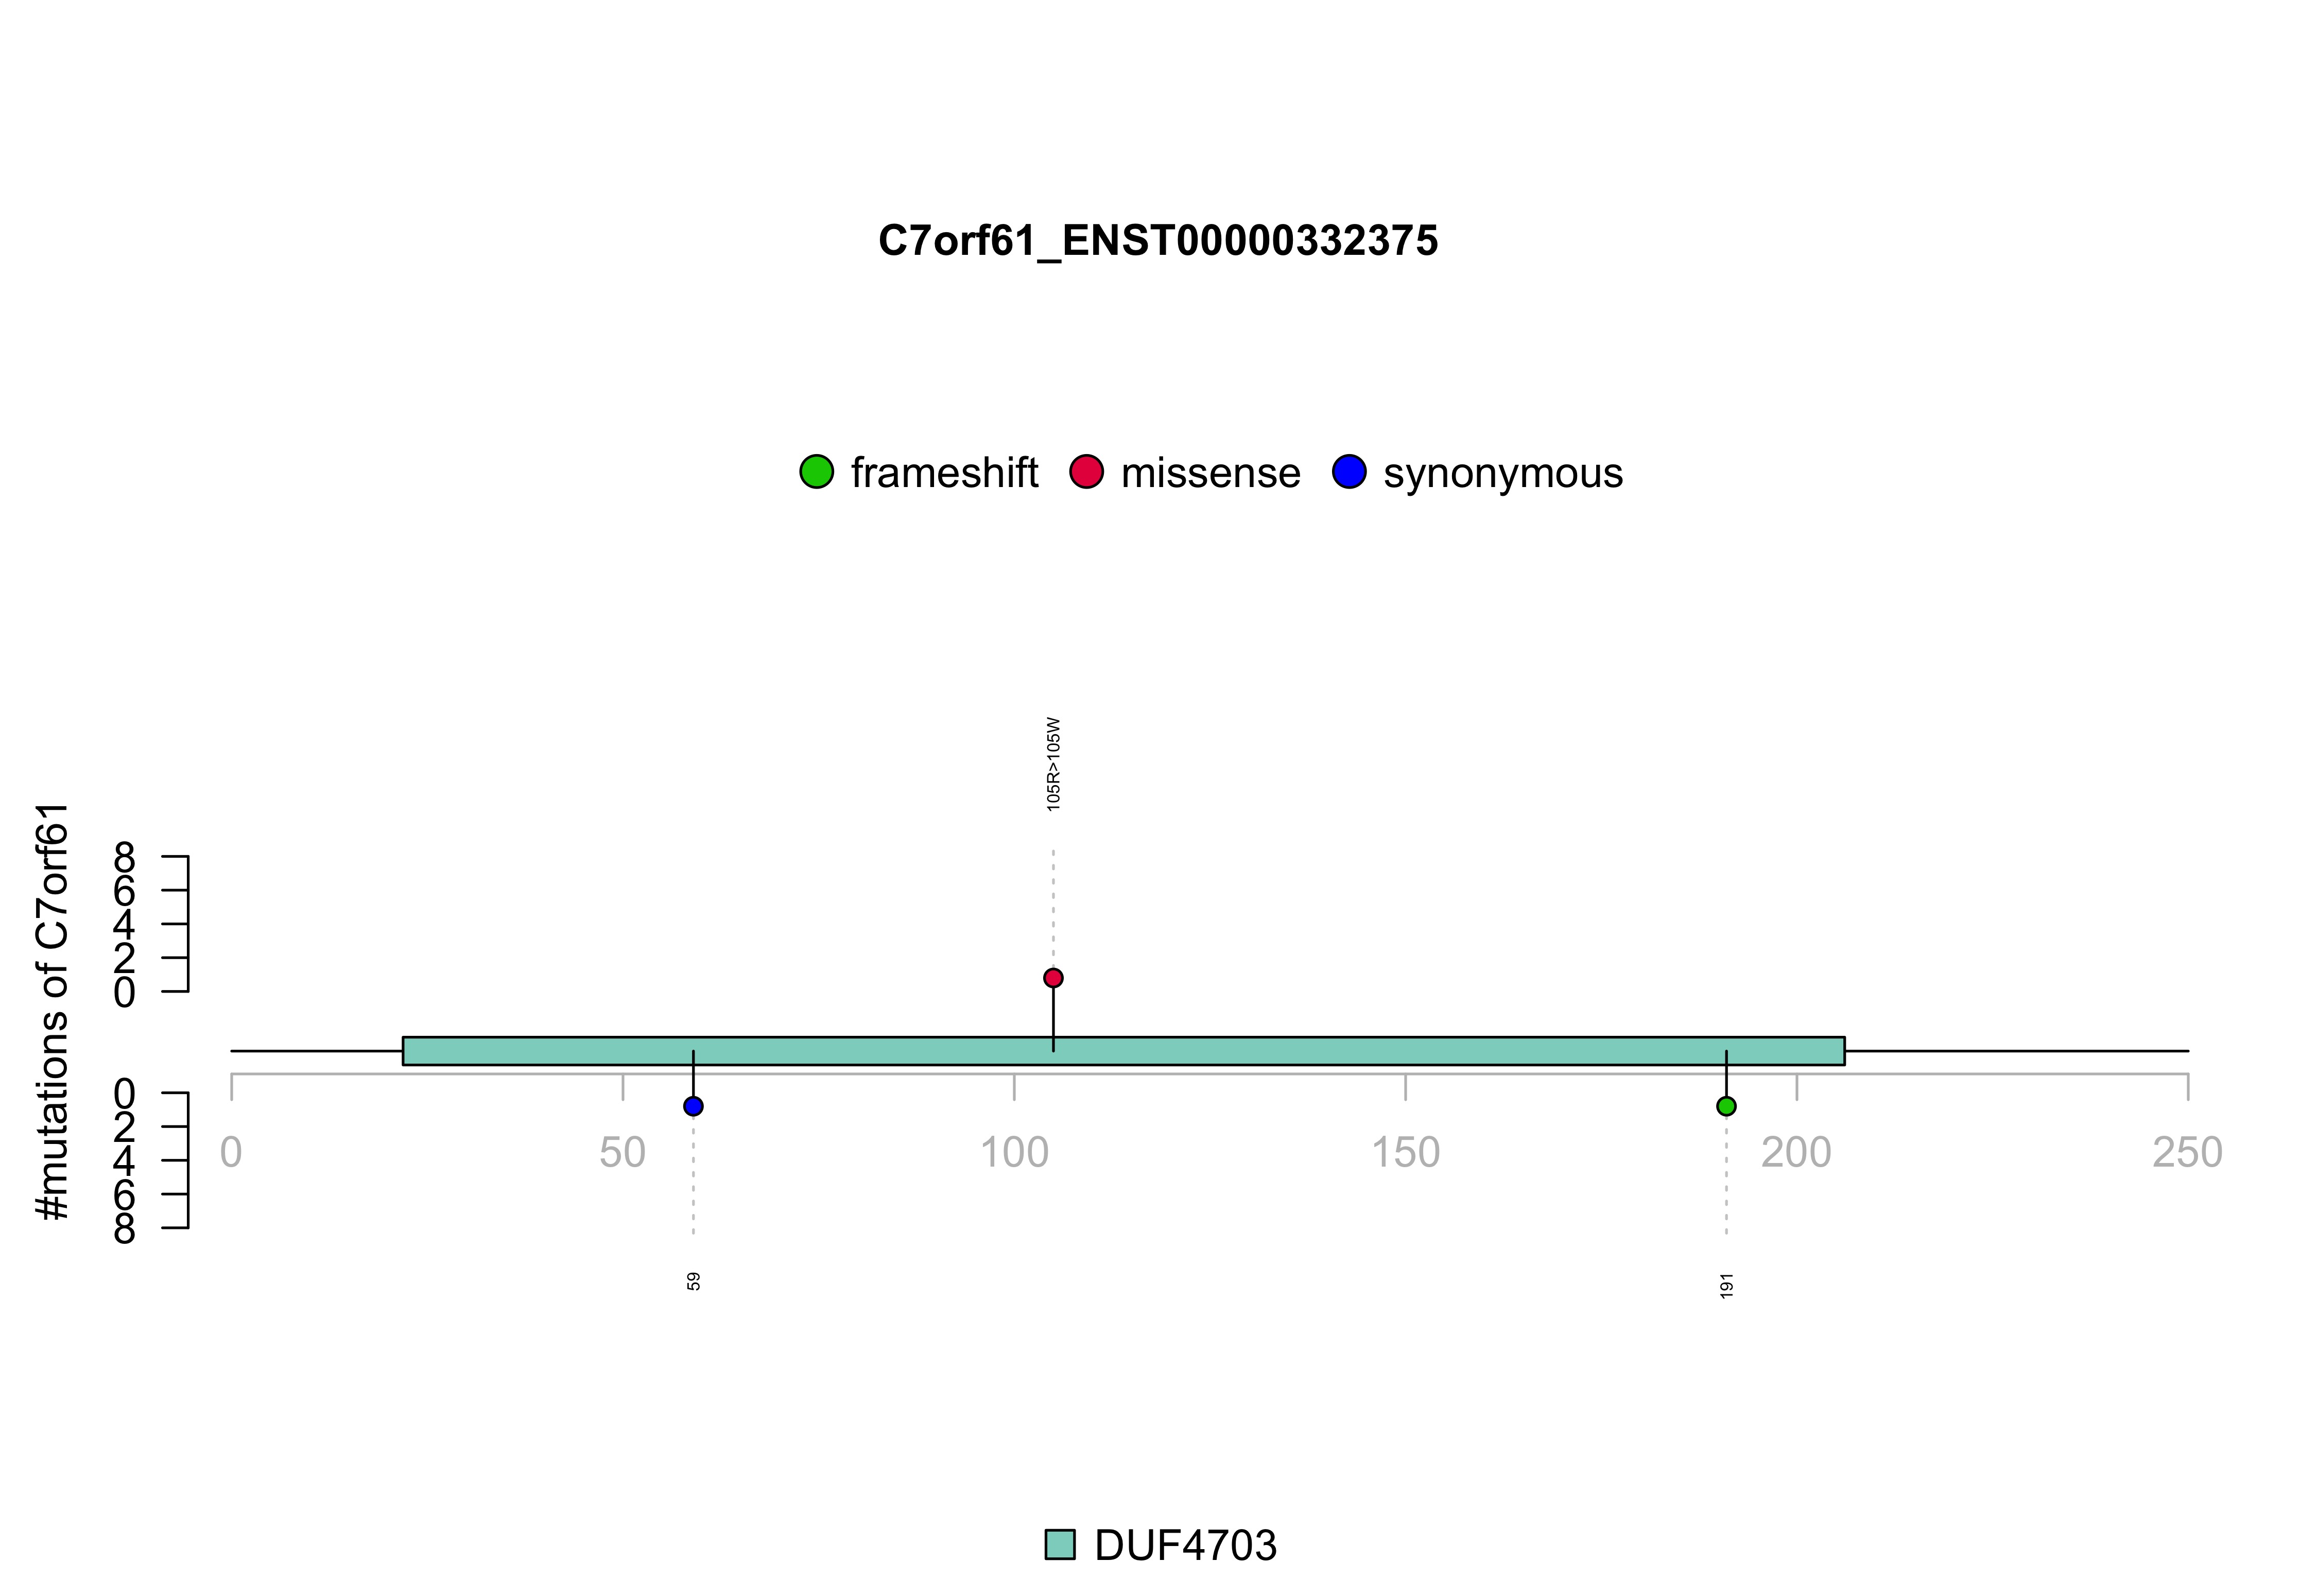 C7orf61_ENST00000332375
frameshift missense synonymous
105R>105W
#mutations of C7orf61
8
6
4
2
0
0
2
4
6
8
0 50 100 150 200 250
59 191
DUF4703